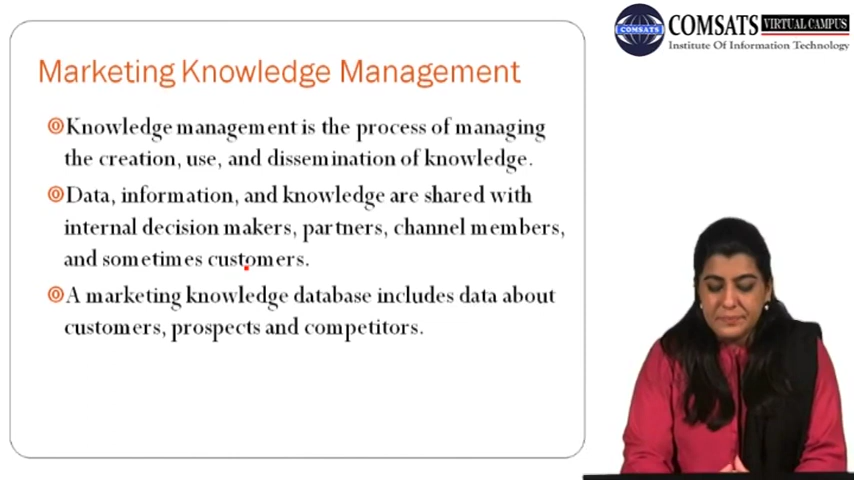 COMSATS VIRTUAL CAMPUS
COMSATS
Institute Of Information Technology
Marketing Knowledge Management
Knowledge management is the process of managing
the creation, use, and dissemination of knowledge.
Data, information, and knowledge are shared with
internal decision makers, partners, channel members,
and sometimes customers.
A marketing knowledge database includes data about
customers, prospects and competitors.